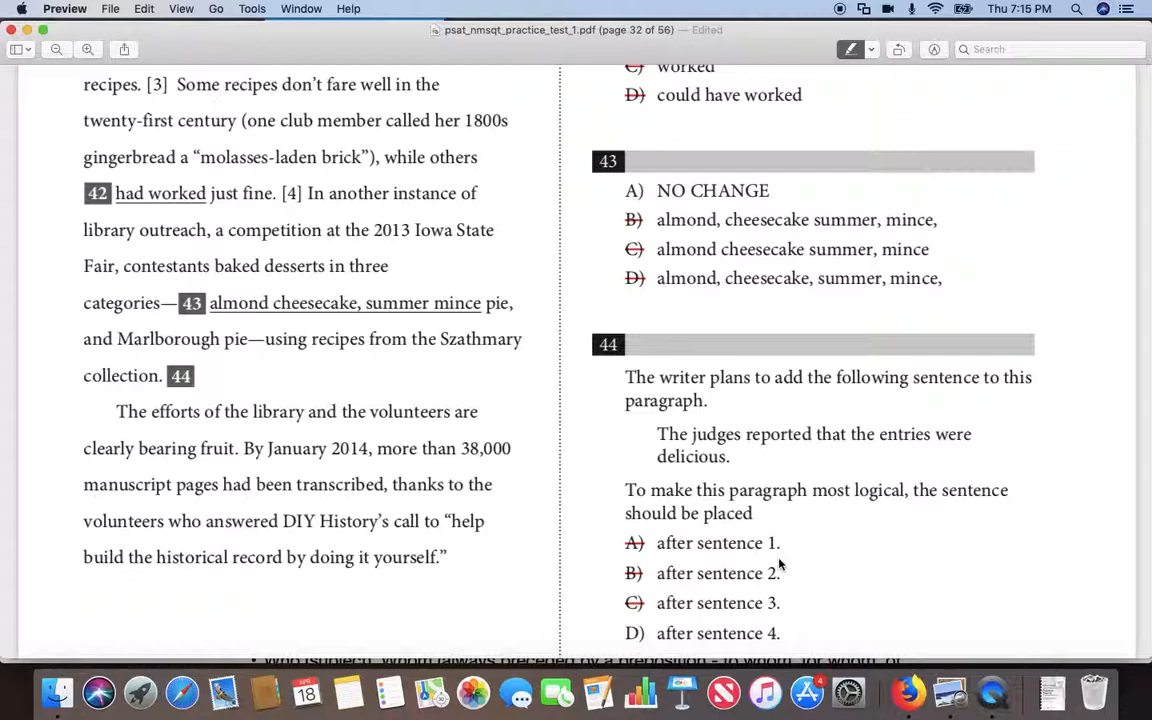 Preview File Edit View Go Tools Window Help
Thu 7:15 PM
psat_nmsqt_practice_test_1.pdf (page 32 of 56) — Edited
Search
recipes. [3] Some recipes don’t fare well in the
twenty-first century (one club member called her 1800s
gingerbread a “molasses-laden brick”), while others
42 had worked just fine. [4] In another instance of
library outreach, a competition at the 2013 Iowa State
Fair, contestants baked desserts in three
categories—43 almond cheesecake, summer mince pie,
and Marlborough pie—using recipes from the Szathmary
collection. 44
The efforts of the library and the volunteers are
clearly bearing fruit. By January 2014, more than 38,000
manuscript pages had been transcribed, thanks to the
volunteers who answered DIY History’s call to “help
build the historical record by doing it yourself.”
C) worked
D) could have worked
43
A) NO CHANGE
B) almond, cheesecake summer, mince,
C) almond cheesecake summer, mince
D) almond, cheesecake, summer, mince,
44
The writer plans to add the following sentence to this
paragraph.
The judges reported that the entries were
delicious.
To make this paragraph most logical, the sentence
should be placed
A) after sentence 1.
B) after sentence 2.
C) after sentence 3.
D) after sentence 4.
APR
18
4